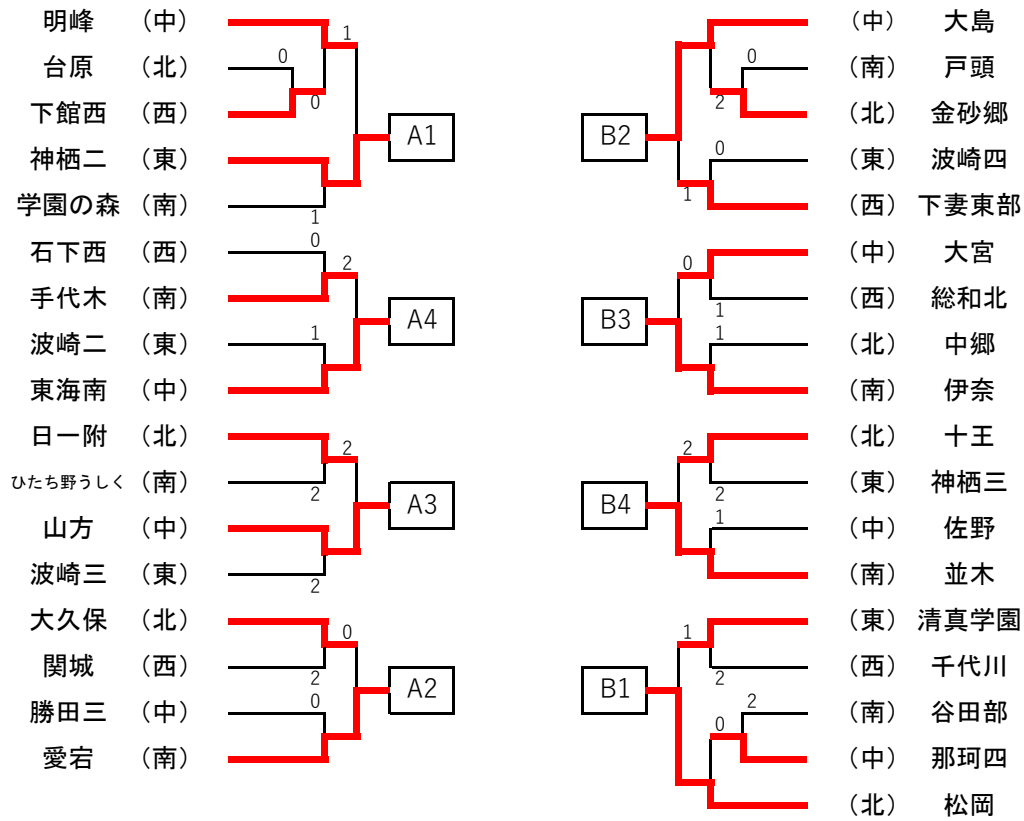 明峰 （中） 1 （中） 大島
台原 （北） 0 0 （南） 戸頭
下館西 （西） 0 2 （北） 金砂郷
A1 B2
神栖二 （東） 0 （東） 波崎四
学園の森 （南） 1 1 （西） 下妻東部
石下西 （西） 0 2 0 （中） 大宮
手代木 （南） 1 （西） 総和北
A4 B3
波崎二 （東） 1 1 （北） 中郷
東海南 （中） （南） 伊奈
日一附 （北） 2 2 （北） 十王
ひたち野うしく （南） 2 2 （東） 神栖三
A3 B4
山方 （中） 1 （中） 佐野
波崎三 （東） 2 （南） 並木
大久保 （北） 0 1 （東） 清真学園
関城 （西） 2 2 （西） 千代川
A2 B1
勝田三 （中） 0 0 2 （南） 谷田部
愛宕 （南） （中） 那珂四
（北） 松岡